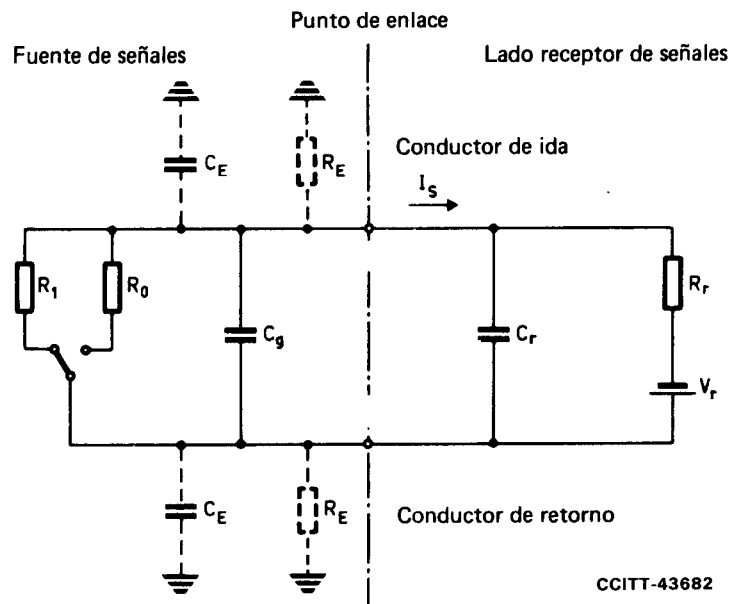 Punto de enlace
Fuente de señales
Lado receptor de señales
C_E
R_E
Conductor de ida
I_S
R_1
R_0
C_g
C_r
R_r
V_r
C_E
R_E
Conductor de retorno
CCITT-43682